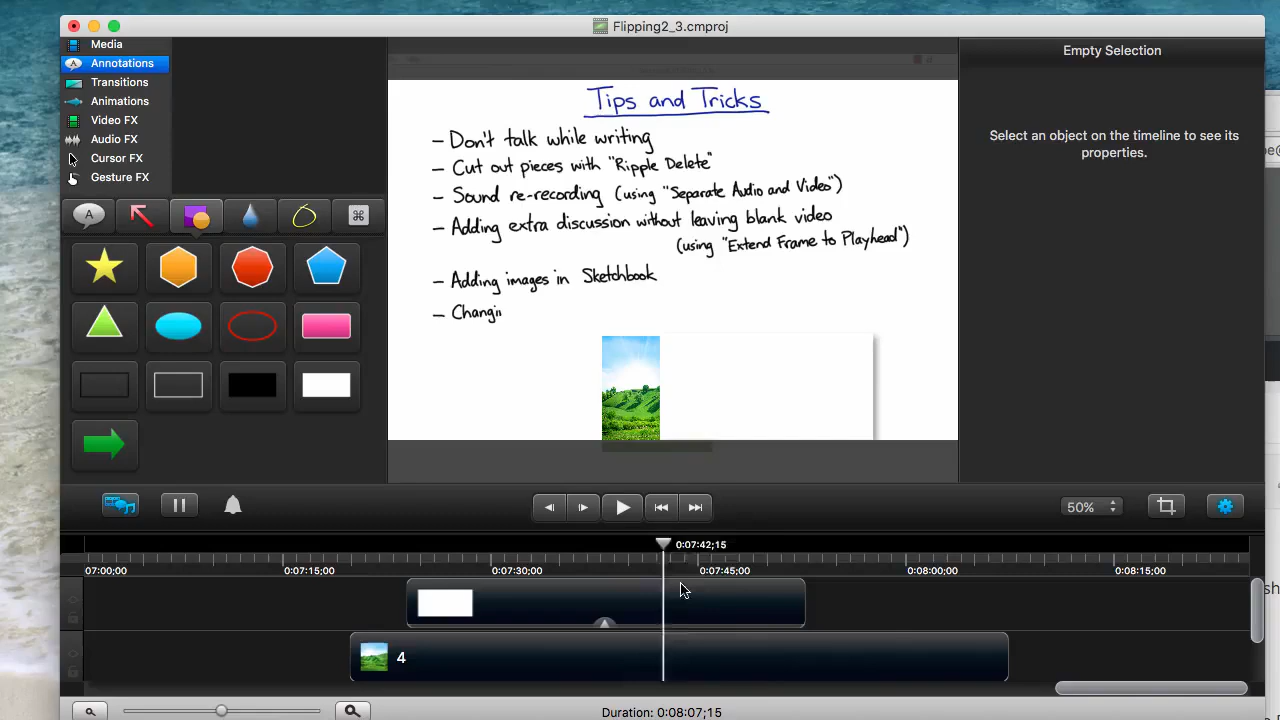 Flipping2_3.cmproj
Media
Annotations
Transitions
Animations
Video FX
Audio FX
Cursor FX
Gesture FX
A
Tips and Tricks
– Don't talk while writing
– Cut out pieces with "Ripple Delete"
– Sound re-recording (using "Separate Audio and Video")
– Adding extra discussion without leaving blank video
(using "Extend Frame to Playhead")
– Adding images in Sketchbook
– Changi
Empty Selection
Select an object on the timeline to see its
properties.
50%
0:07:42;15
07:00;00
0:07:15;00
0:07:30;00
0:07:45;00
0:08:00;00
0:08:15;00
4
Duration: 0:08:07;15